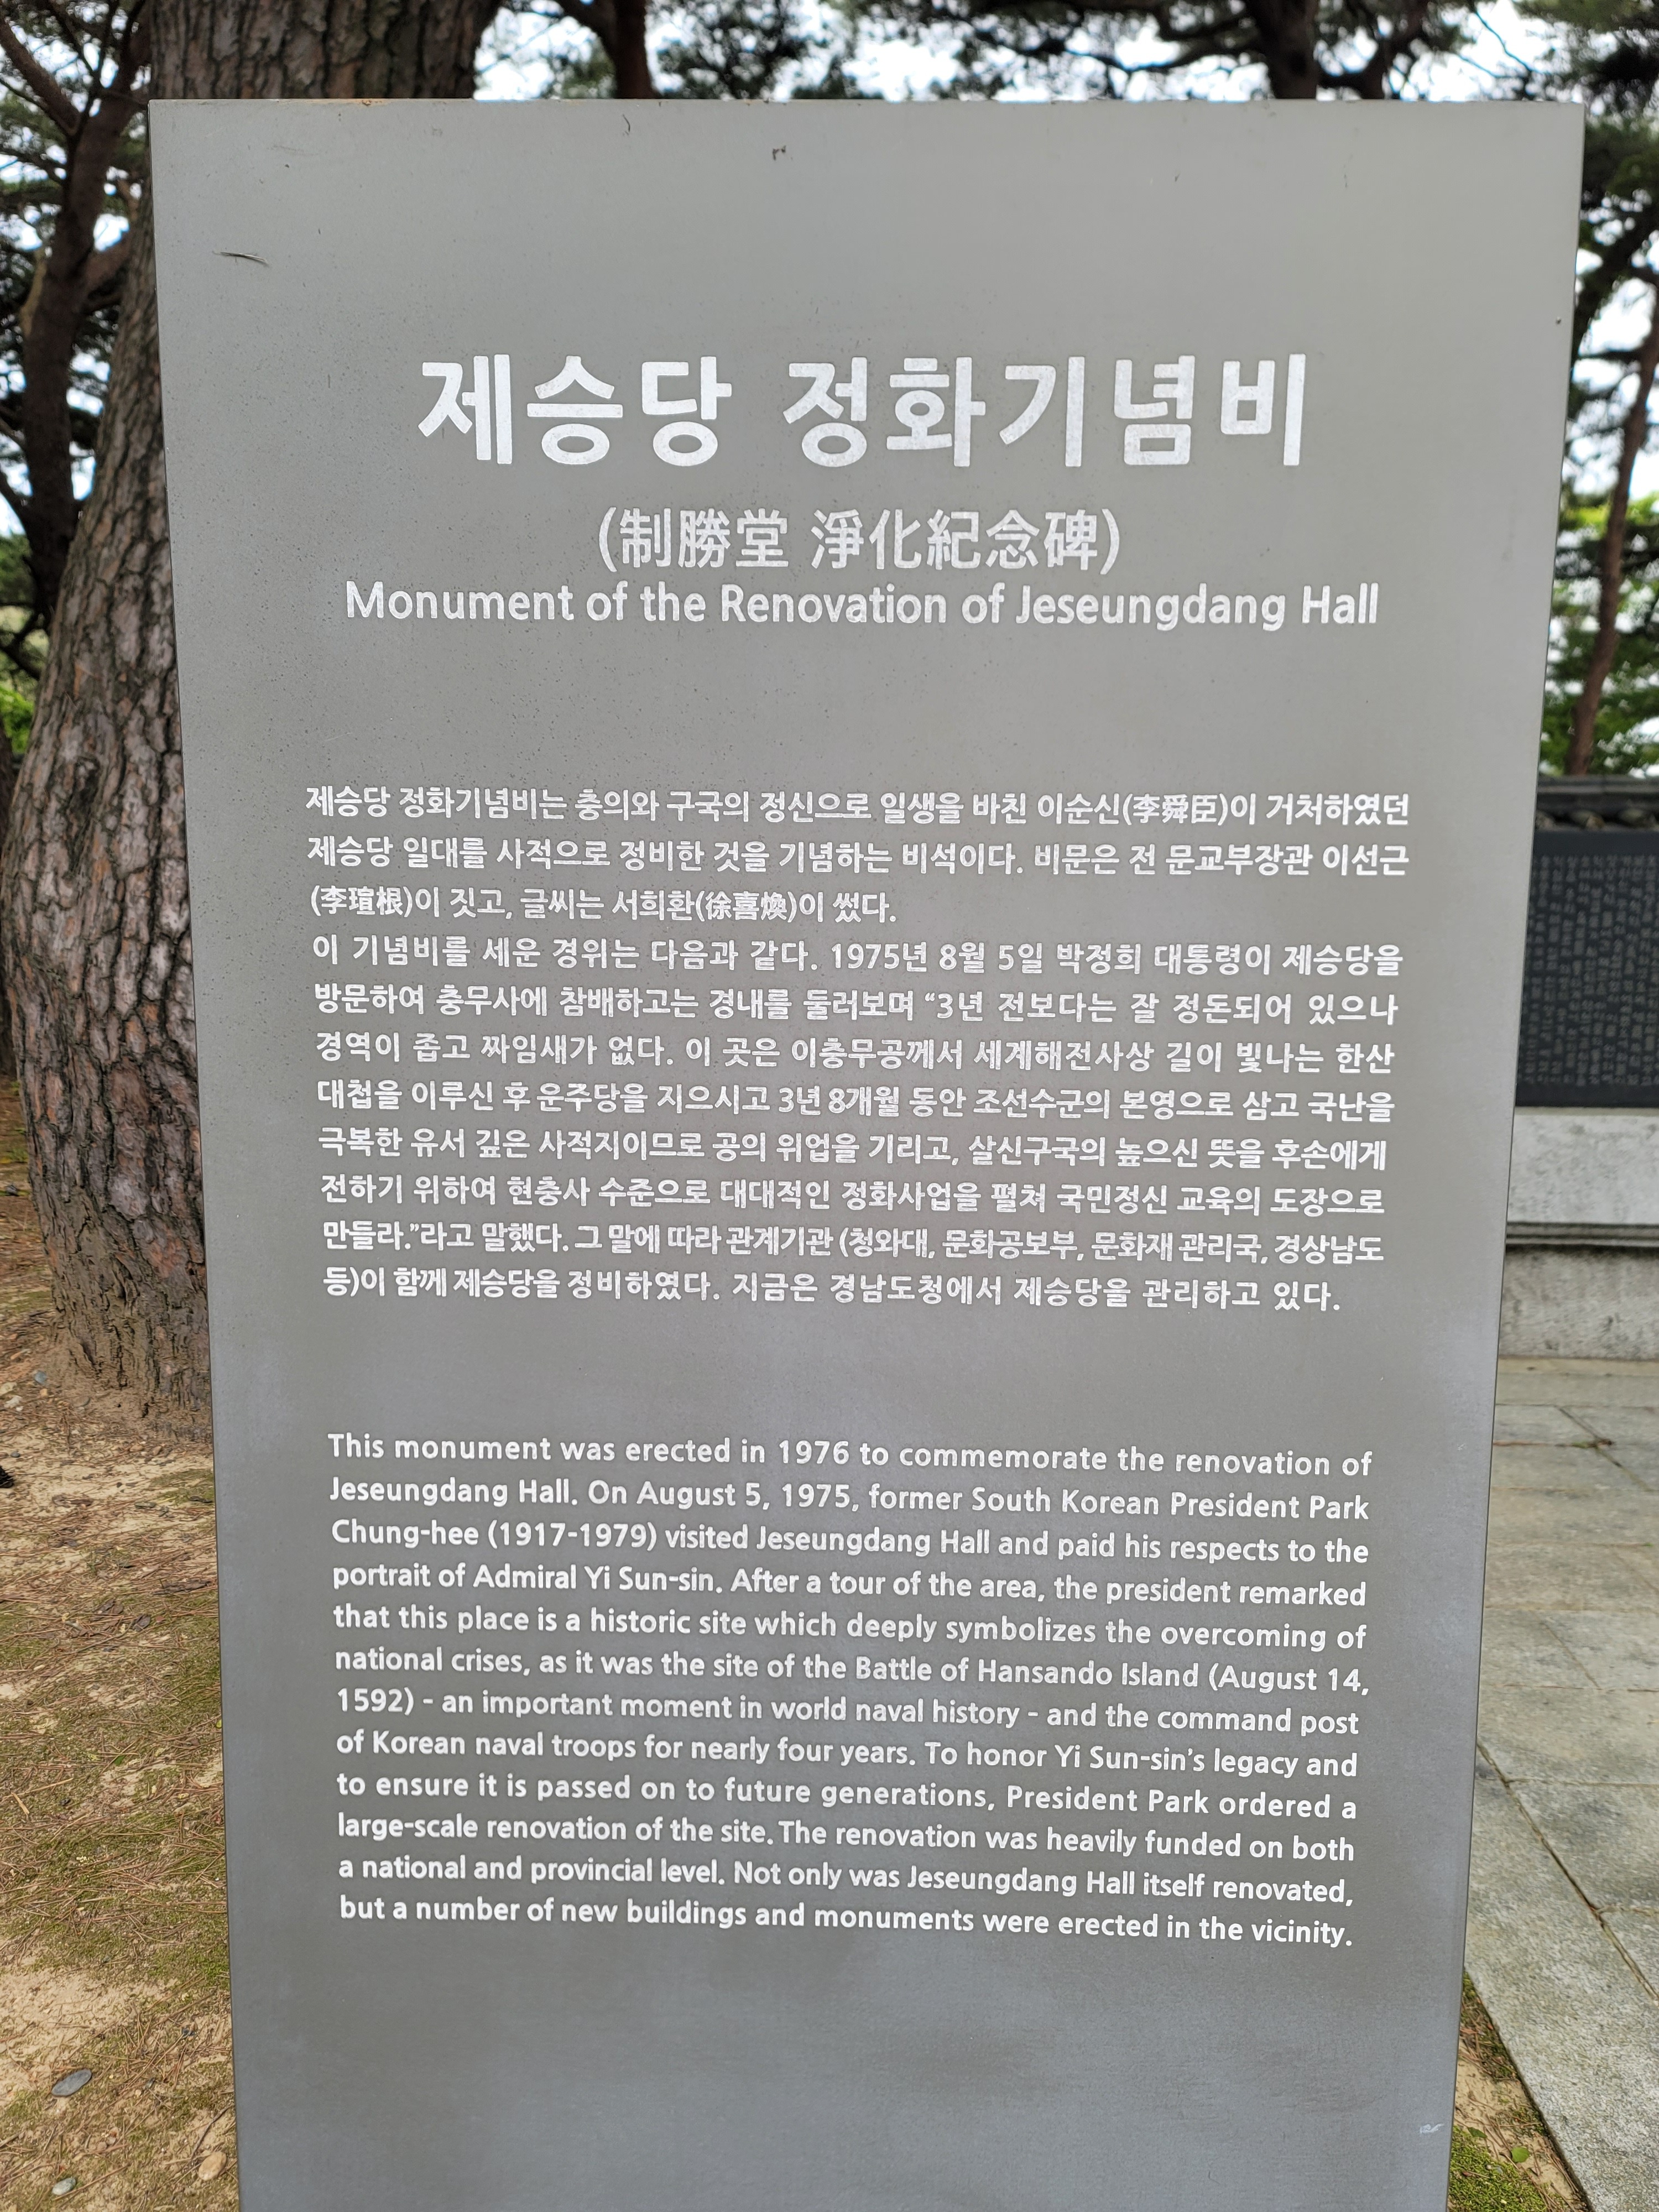 제승당 정화기념비
(制勝堂 淨化紀念碑)
Monument of the Renovation of Jeseungdang Hall
제승당 정화기념비는 충의와 구국의 정신으로 일생을 바친 이순신(李舜臣)이 거처하였던
제승당 일대를 사적으로 정비한 것을 기념하는 비석이다. 비문은 전 문교부장관 이선근
(李瑄根)이 짓고, 글씨는 서희환(徐喜煥)이 썼다.
이 기념비를 세운 경위는 다음과 같다. 1975년 8월 5일 박정희 대통령이 제승당을
방문하여 충무사에 참배하고는 경내를 둘러보며 “3년 전보다는 잘 정돈되어 있으나
경역이 좁고 짜임새가 없다. 이 곳은 이충무공께서 세계해전사상 길이 빛나는 한산
대첩을 이루신 후 운주당을 지으시고 3년 8개월 동안 조선수군의 본영으로 삼고 국난을
극복한 유서 깊은 사적지이므로 공의 위업을 기리고, 살신구국의 높으신 뜻을 후손에게
전하기 위하여 현충사 수준으로 대대적인 정화사업을 펼쳐 국민정신 교육의 도장으로
만들라.”라고 말했다. 그 말에 따라 관계기관 (청와대, 문화공보부, 문화재 관리국, 경상남도
등)이 함께 제승당을 정비하였다. 지금은 경남도청에서 제승당을 관리하고 있다.
This monument was erected in 1976 to commemorate the renovation of
Jeseungdang Hall. On August 5, 1975, former South Korean President Park
Chung-hee (1917-1979) visited Jeseungdang Hall and paid his respects to the
portrait of Admiral Yi Sun-sin. After a tour of the area, the president remarked
that this place is a historic site which deeply symbolizes the overcoming of
national crises, as it was the site of the Battle of Hansando Island (August 14,
1592) - an important moment in world naval history - and the command post
of Korean naval troops for nearly four years. To honor Yi Sun-sin's legacy and
to ensure it is passed on to future generations, President Park ordered a
large-scale renovation of the site. The renovation was heavily funded on both
a national and provincial level. Not only was Jeseungdang Hall itself renovated,
but a number of new buildings and monuments were erected in the vicinity.